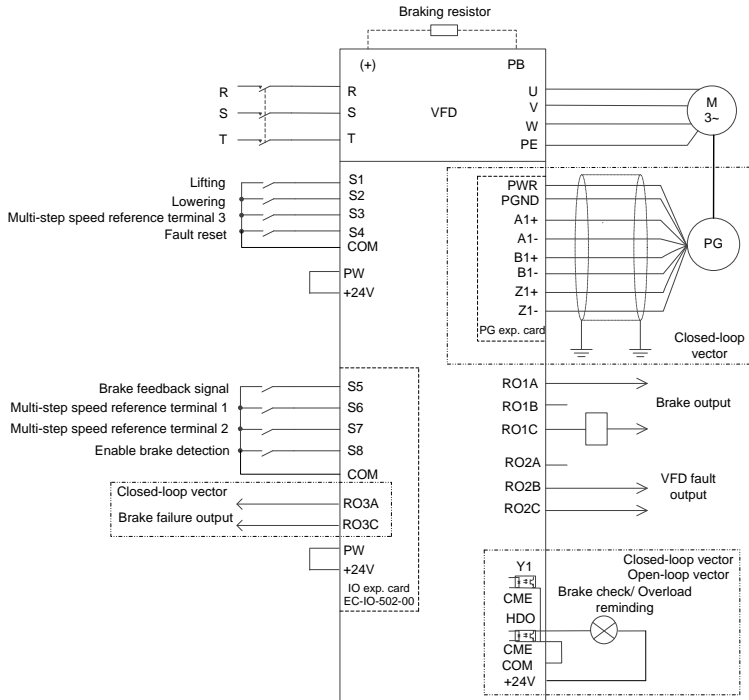 Braking resistor
(+)
PB
R
S
T
R
S
T
VFD
U
V
W
PE
M
3~
Lifting
Lowering
Multi-step speed reference terminal 3
Fault reset
S1
S2
S3
S4
COM
PW
+24V
PWR
PGND
A1+
A1-
B1+
B1-
Z1+
Z1-
PG exp. card
PG
Closed-loop
vector
Brake feedback signal
Multi-step speed reference terminal 1
Multi-step speed reference terminal 2
Enable brake detection
S5
S6
S7
S8
COM
Closed-loop vector
Brake failure output
RO3A
RO3C
PW
+24V
IO exp. card
EC-IO-502-00
RO1A
RO1B
RO1C
Brake output
RO2A
RO2B
RO2C
VFD fault
output
Closed-loop vector
Open-loop vector
Y1
CME
Brake check/ Overload
reminding
HDO
CME
COM
+24V